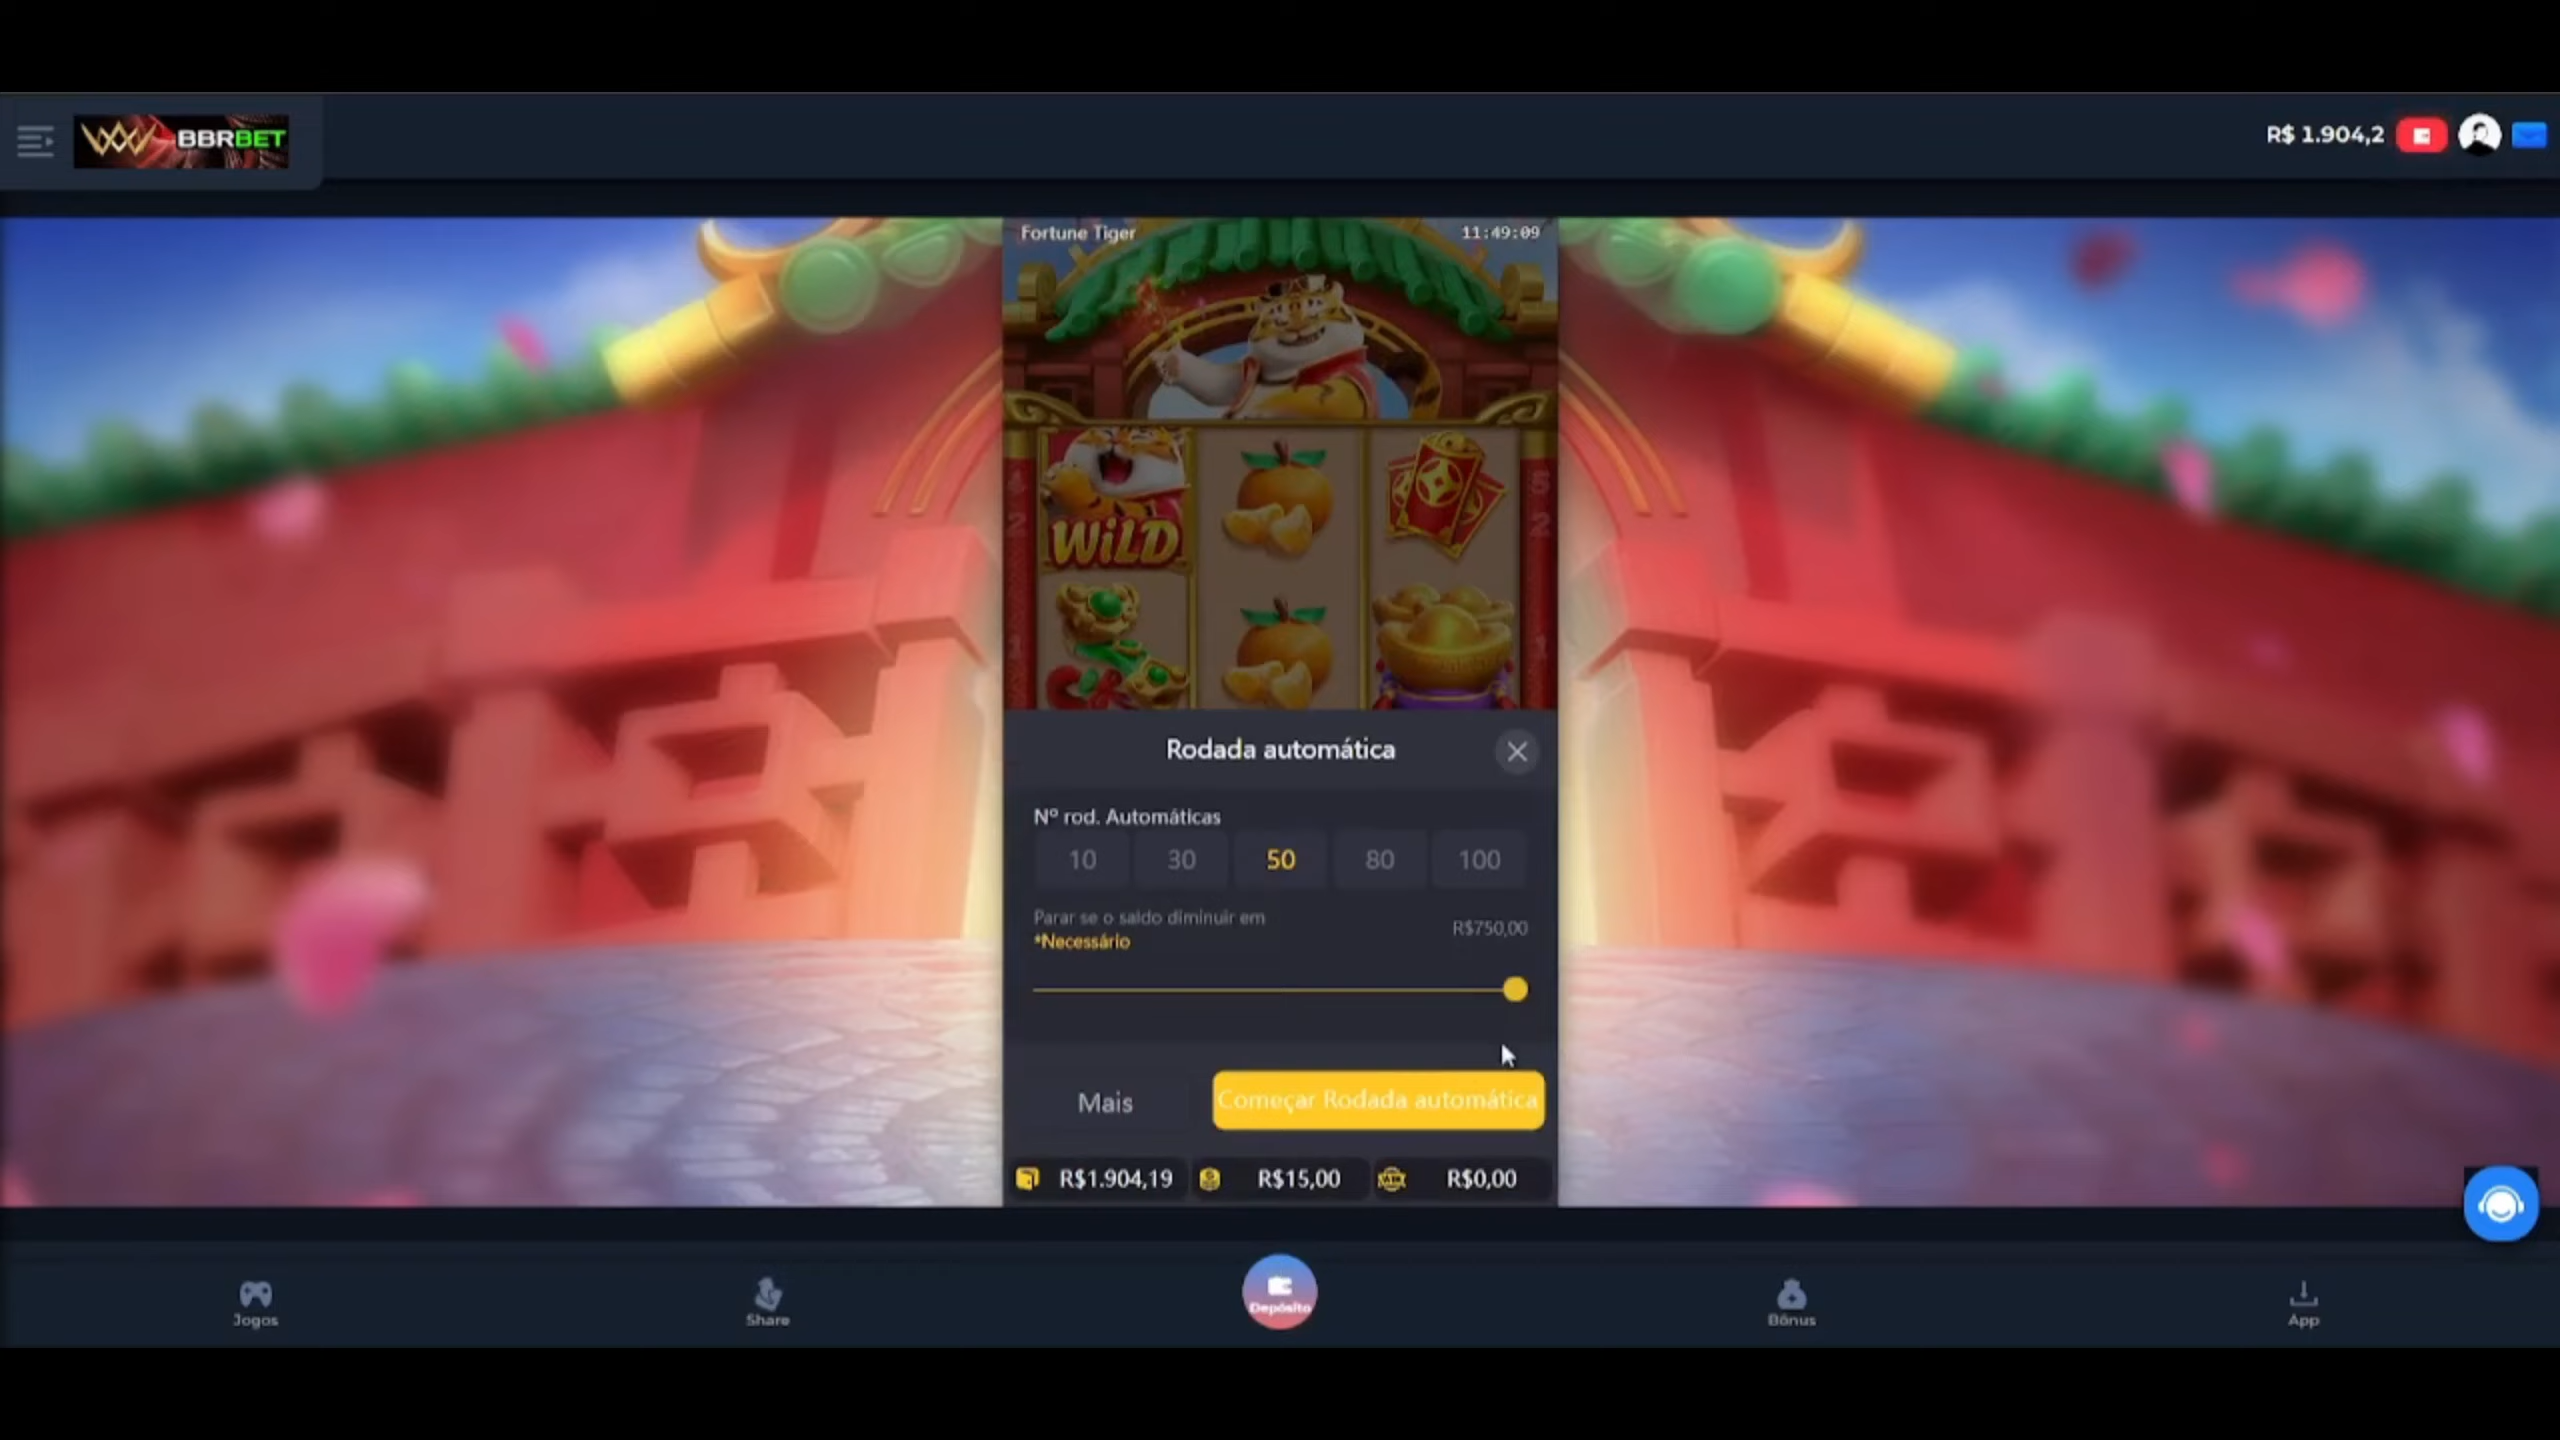 BBRBET
R$ 1.904,2
Fortune Tiger
11:49:09
WiLD
Rodada automática
Nº rod. Automáticas
10 30 50 80 100
Parar se o saldo diminuir em
*Necessário
R$750,00
Mais
Começar Rodada automática
R$1.904,19 R$15,00 R$0,00
Jogos
Share
Depósito
Bônus
App